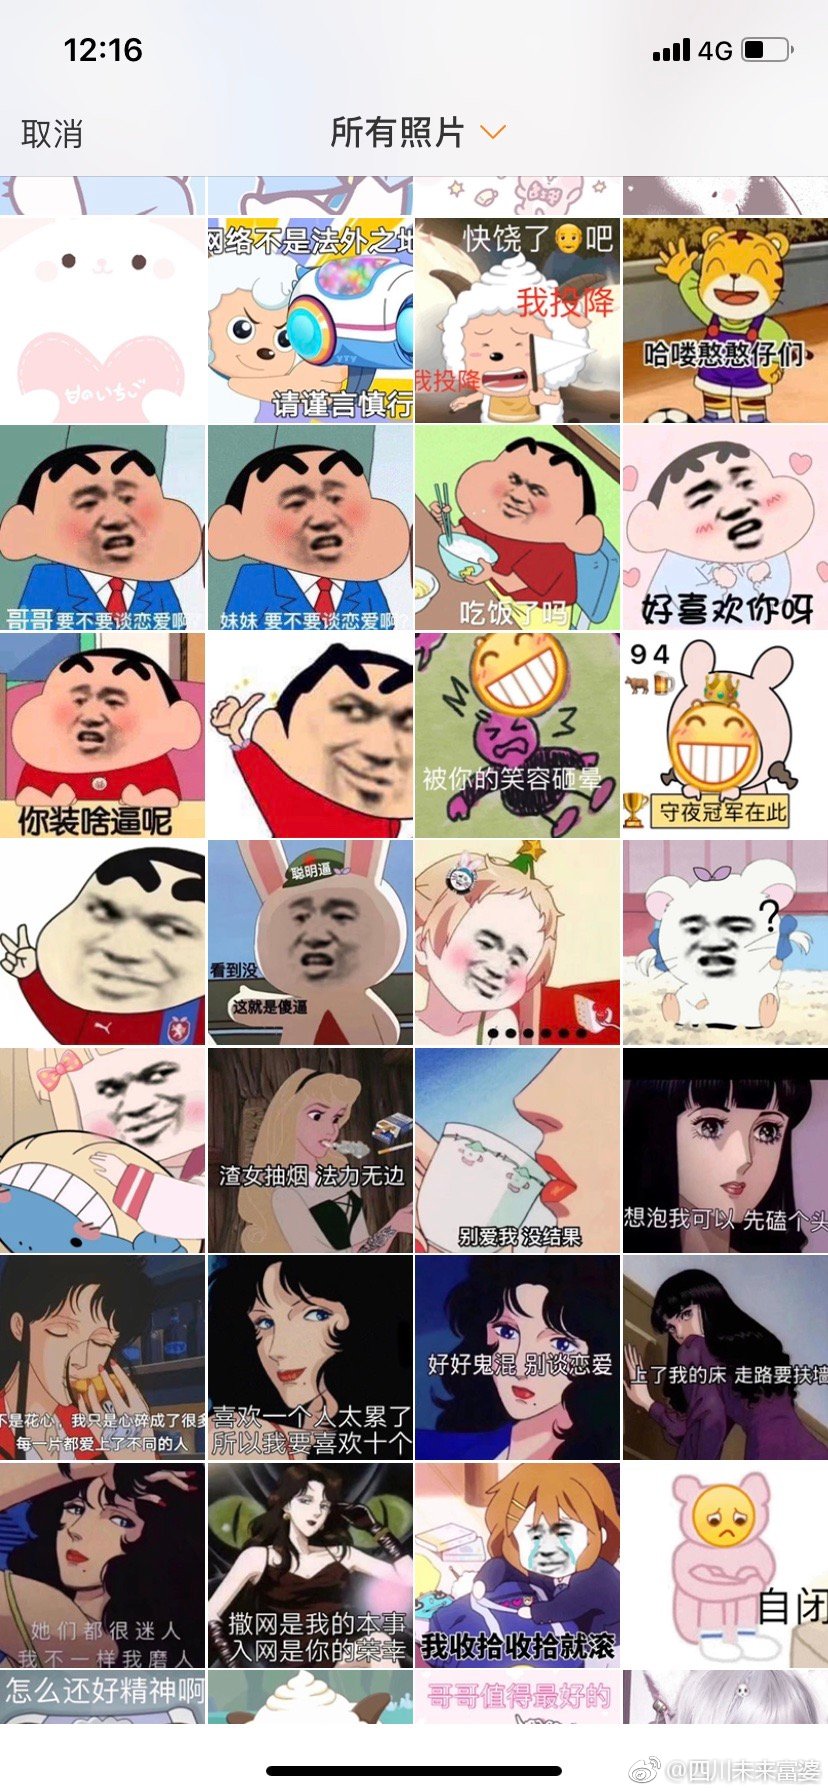 12:16
4G
取消
所有照片
网络不是法外之地
请谨言慎行
快饶了👴吧
我投降
我投降
哈喽憨憨仔们
哥哥要不要谈恋爱啊?
妹妹 要不要谈恋爱啊?
吃饭了吗
好喜欢你呀
你装啥逼呢
被你的笑容砸晕
94
守夜冠军在此
聪明逼
看到没
这就是傻逼
?
渣女抽烟 法力无边
别爱我 没结果
想泡我可以 先磕个头
不是花心，我只是心碎成了很多
每一片都爱上了不同的人
喜欢一个人太累了
所以我要喜欢十个
好好鬼混 别谈恋爱
上了我的床 走路要扶墙
她们都很迷人
我不一样我磨人
撒网是我的本事
入网是你的荣幸
我收拾收拾就滚
自闭
怎么还好精神啊
哥哥值得最好的
@四川未来富婆